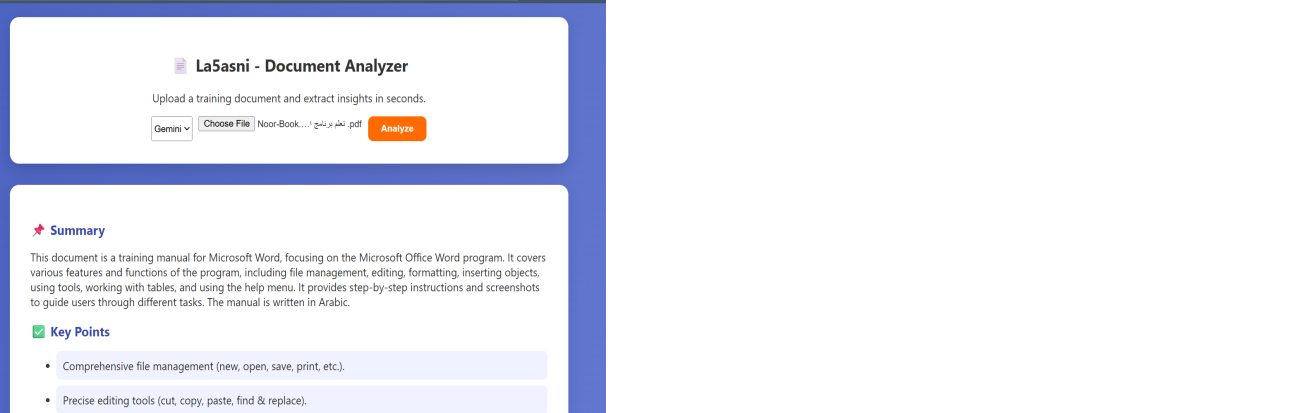 La5asni - Document Analyzer
Upload a training document and extract insights in seconds.
Gemini Choose File Noor-Book....تعلم برنامج ا .pdf Analyze
Summary
This document is a training manual for Microsoft Word, focusing on the Microsoft Office Word program. It covers
various features and functions of the program, including file management, editing, formatting, inserting objects,
using tools, working with tables, and using the help menu. It provides step-by-step instructions and screenshots
to guide users through different tasks. The manual is written in Arabic.
Key Points
• Comprehensive file management (new, open, save, print, etc.).
• Precise editing tools (cut, copy, paste, find & replace).